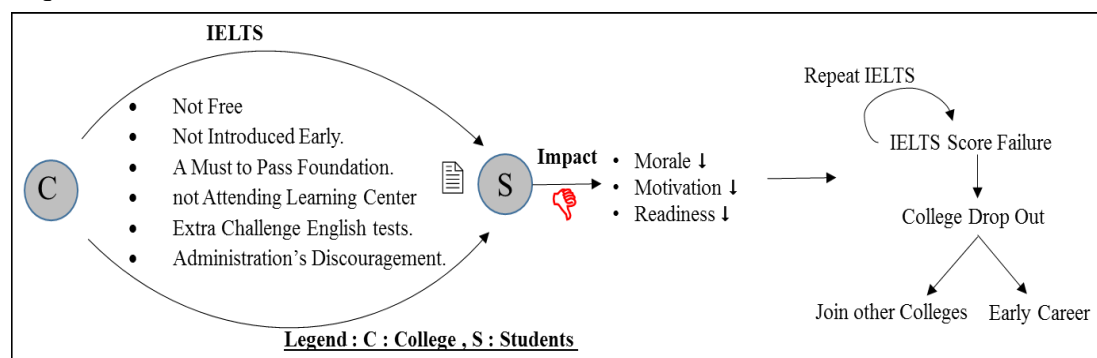 IELTS
• Not Free
• Not Introduced Early.
• A Must to Pass Foundation.
• not Attending Learning Center
• Extra Challenge English tests.
• Administration's Discouragement.
C
S
Impact
• Morale ↓
• Motivation ↓
• Readiness ↓
Repeat IELTS
IELTS Score Failure
College Drop Out
Join other Colleges
Early Career
Legend : C : College , S : Students